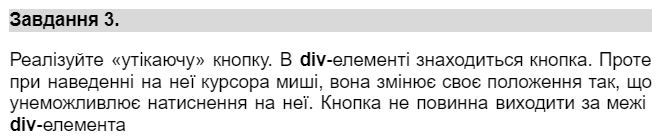 Завдання 3.
Реалізуйте «утікаючу» кнопку. В div-елементі знаходиться кнопка. Проте
при наведенні на неї курсора миші, вона змінює своє положення так, що
унеможливлює натиснення на неї. Кнопка не повинна виходити за межі
div-елемента